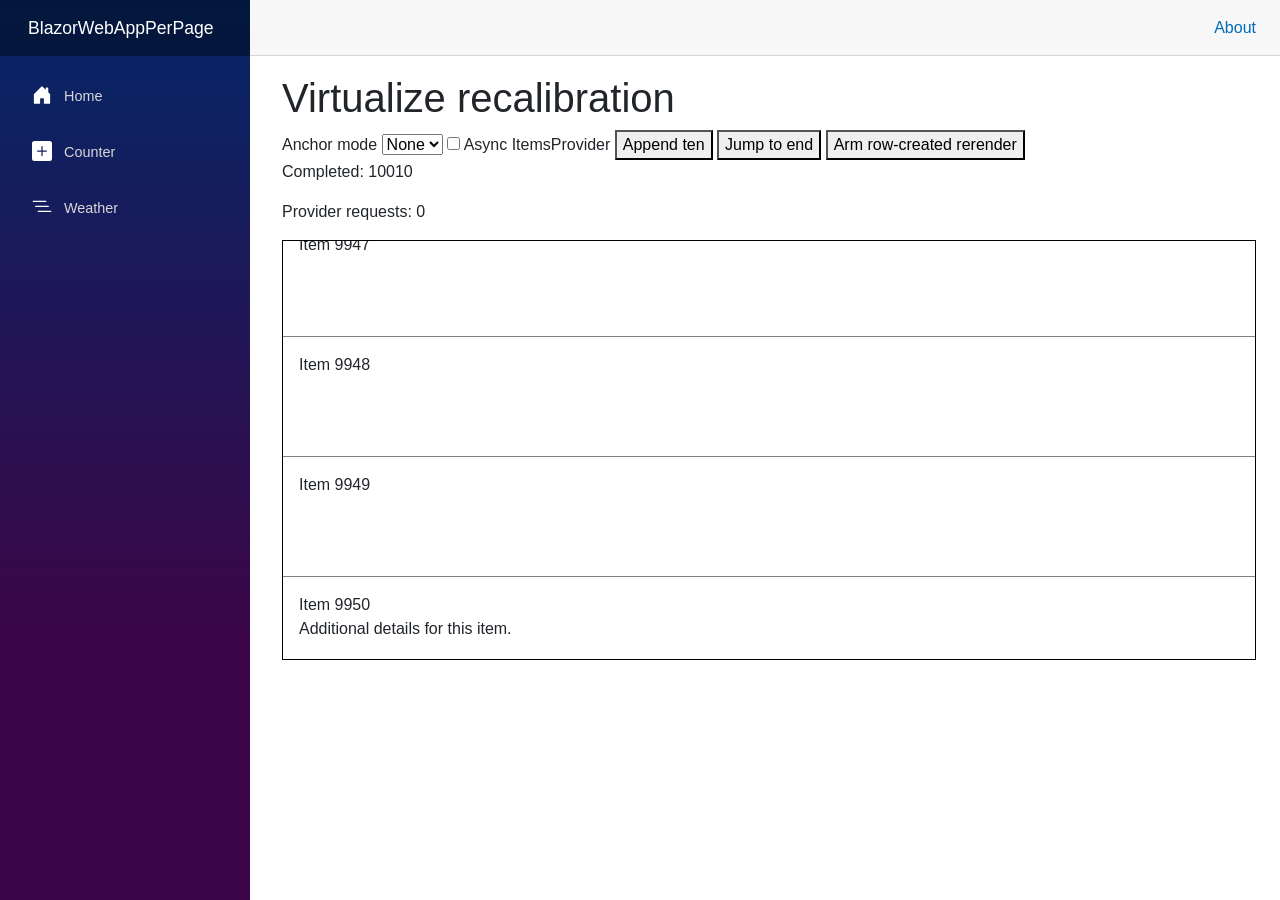 BlazorWebAppPerPage
About
Home
Counter
Weather
Virtualize recalibration
Anchor mode None Async ItemsProvider Append ten Jump to end Arm row-created rerender
Completed: 10010
Provider requests: 0
Item 9947
Item 9948
Item 9949
Item 9950
Additional details for this item.